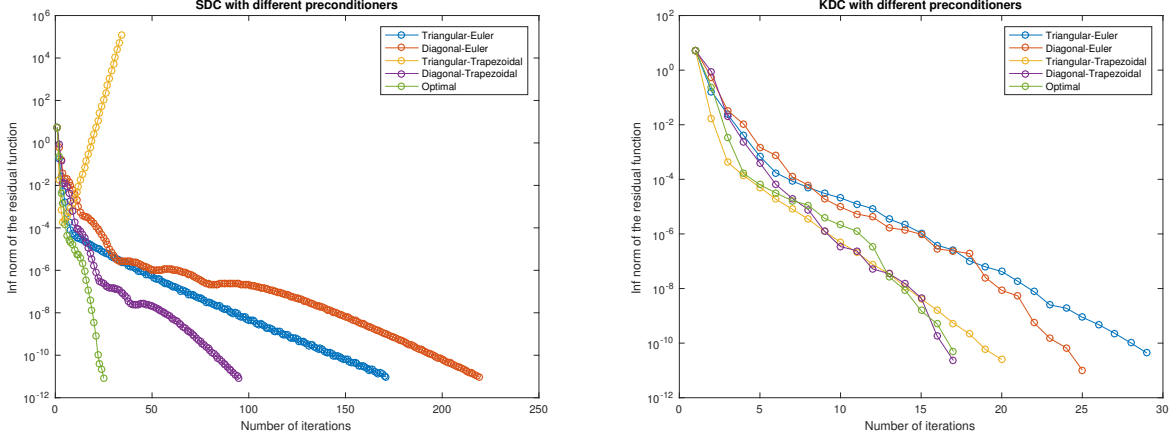 SDC with different preconditioners
10^6
10^4
10^2
10^0
10^-2
10^-4
10^-6
10^-8
10^-10
10^-12
Inf norm of the residual function
0 50 100 150 200 250
Number of iterations
Triangular-Euler
Diagonal-Euler
Triangular-Trapezoidal
Diagonal-Trapezoidal
Optimal
KDC with different preconditioners
10^2
10^0
10^-2
10^-4
10^-6
10^-8
10^-10
10^-12
Inf norm of the residual function
0 5 10 15 20 25 30
Number of iterations
Triangular-Euler
Diagonal-Euler
Triangular-Trapezoidal
Diagonal-Trapezoidal
Optimal